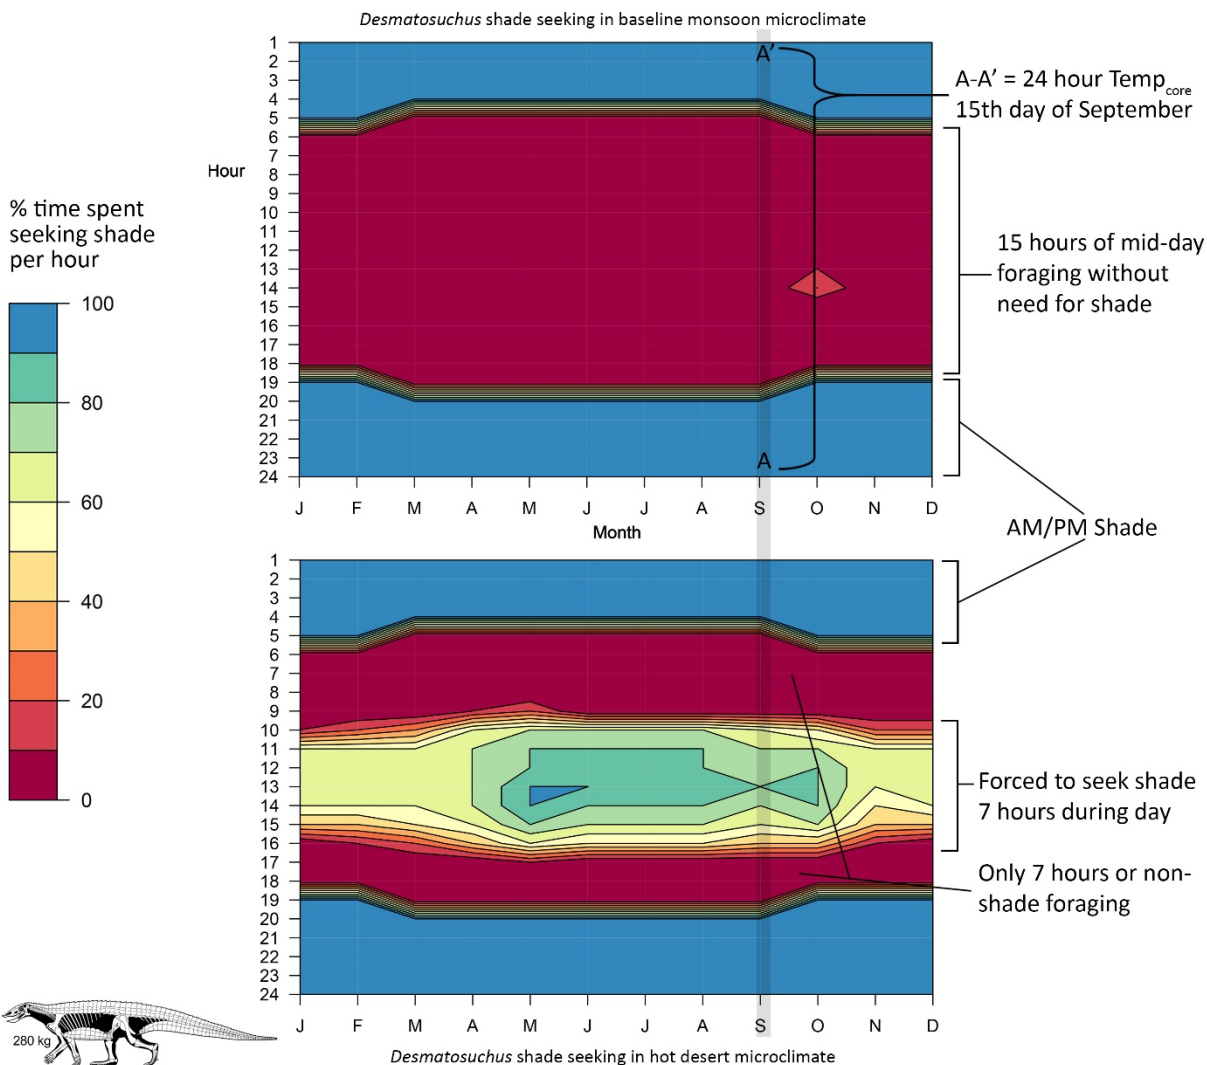 Desmatosuchus shade seeking in baseline monsoon microclimate
1
2
3
4
5
6
7
8
9
10
11
12
13
14
15
16
17
18
19
20
21
22
23
24
Hour
A'
A
J F M A M J J A S O N D
Month
A-A’ = 24 hour Temp core
15th day of September
15 hours of mid-day
foraging without
need for shade
AM/PM Shade
% time spent
seeking shade
per hour
100
80
60
40
20
0
1
2
3
4
5
6
7
8
9
10
11
12
13
14
15
16
17
18
19
20
21
22
23
24
J F M A M J J A S O N D
Forced to seek shade
7 hours during day
Only 7 hours or non-
shade foraging
280 kg
Desmatosuchus shade seeking in hot desert microclimate